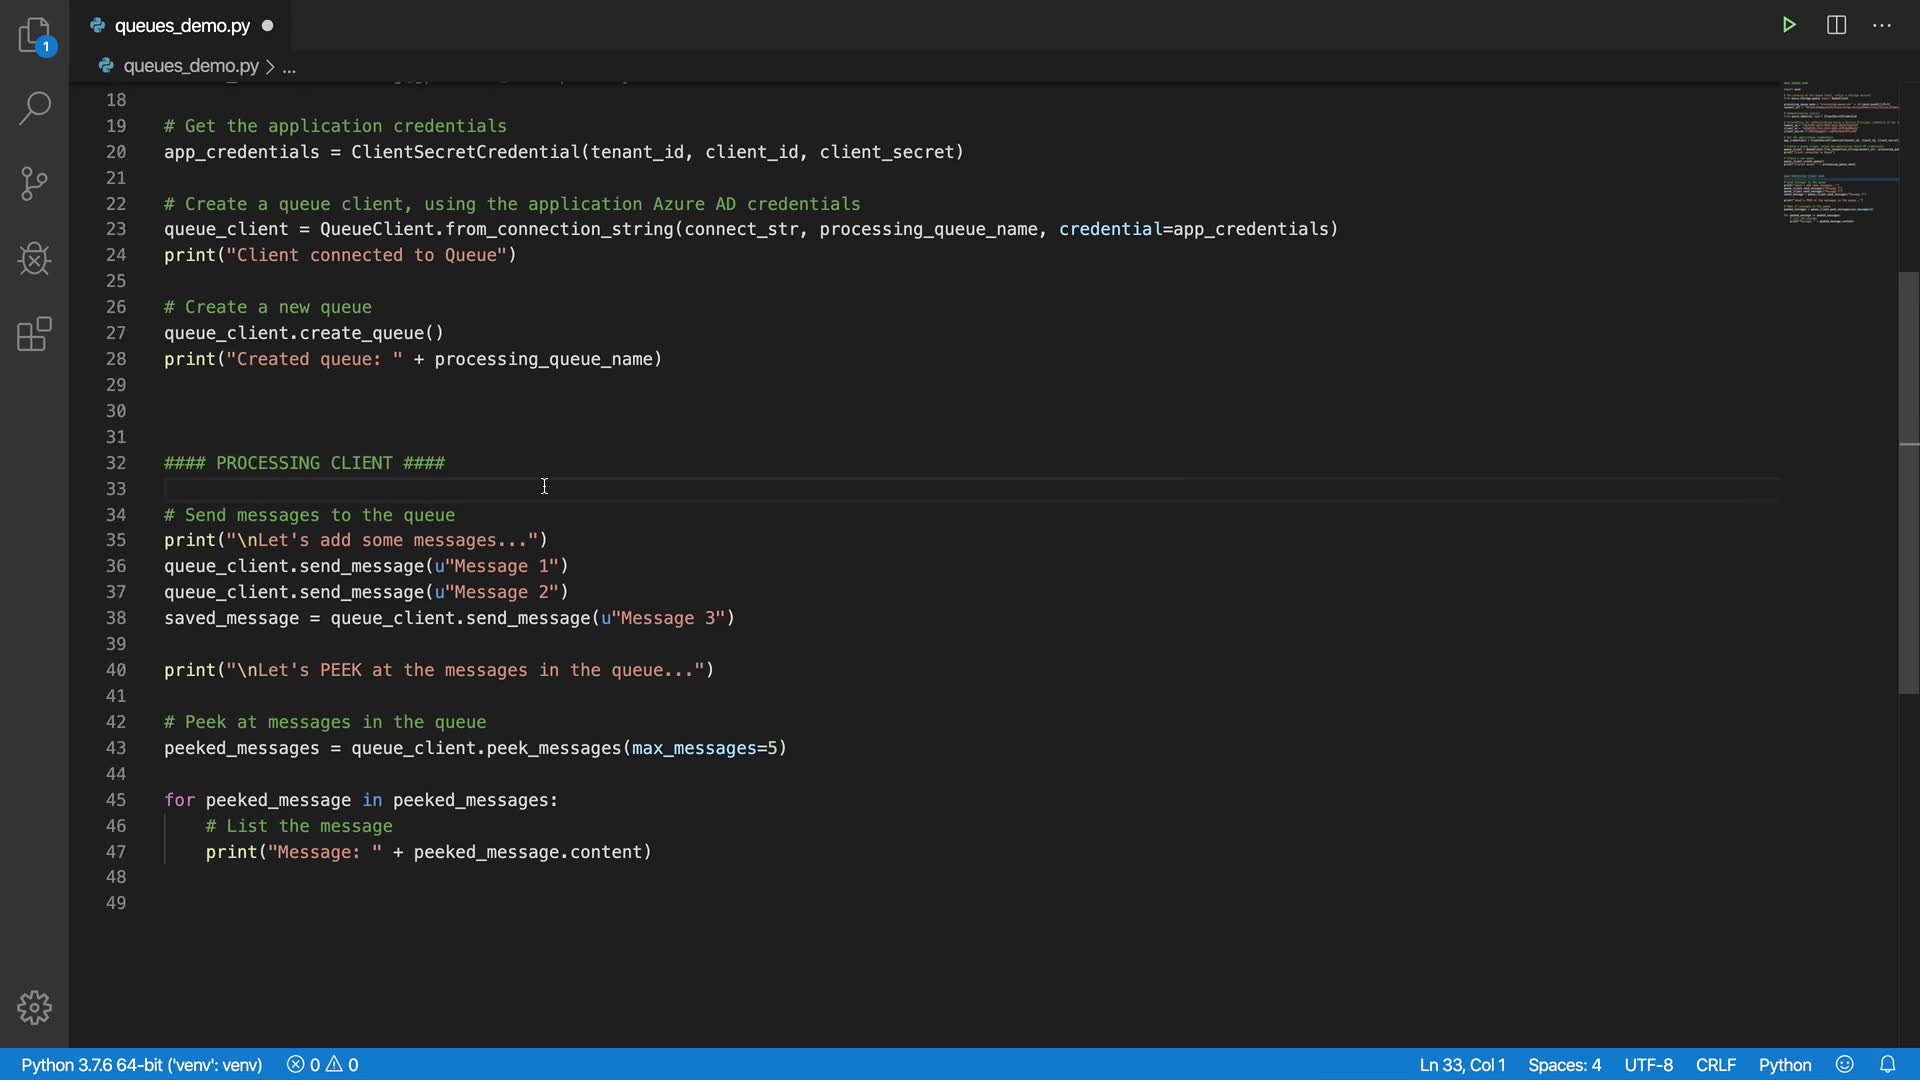 queues_demo.py
1
queues_demo.py > ...
18
19 # Get the application credentials
20 app_credentials = ClientSecretCredential(tenant_id, client_id, client_secret)
21
22 # Create a queue client, using the application Azure AD credentials
23 queue_client = QueueClient.from_connection_string(connect_str, processing_queue_name, credential=app_credentials)
24 print("Client connected to Queue")
25
26 # Create a new queue
27 queue_client.create_queue()
28 print("Created queue: " + processing_queue_name)
29
30
31
32 #### PROCESSING CLIENT ####
33
34 # Send messages to the queue
35 print("\nLet's add some messages...")
36 queue_client.send_message(u"Message 1")
37 queue_client.send_message(u"Message 2")
38 saved_message = queue_client.send_message(u"Message 3")
39
40 print("\nLet's PEEK at the messages in the queue...")
41
42 # Peek at messages in the queue
43 peeked_messages = queue_client.peek_messages(max_messages=5)
44
45 for peeked_message in peeked_messages:
46     # List the message
47     print("Message: " + peeked_message.content)
48
49
Python 3.7.6 64-bit ('venv': venv) 0 0 Ln 33, Col 1 Spaces: 4 UTF-8 CRLF Python